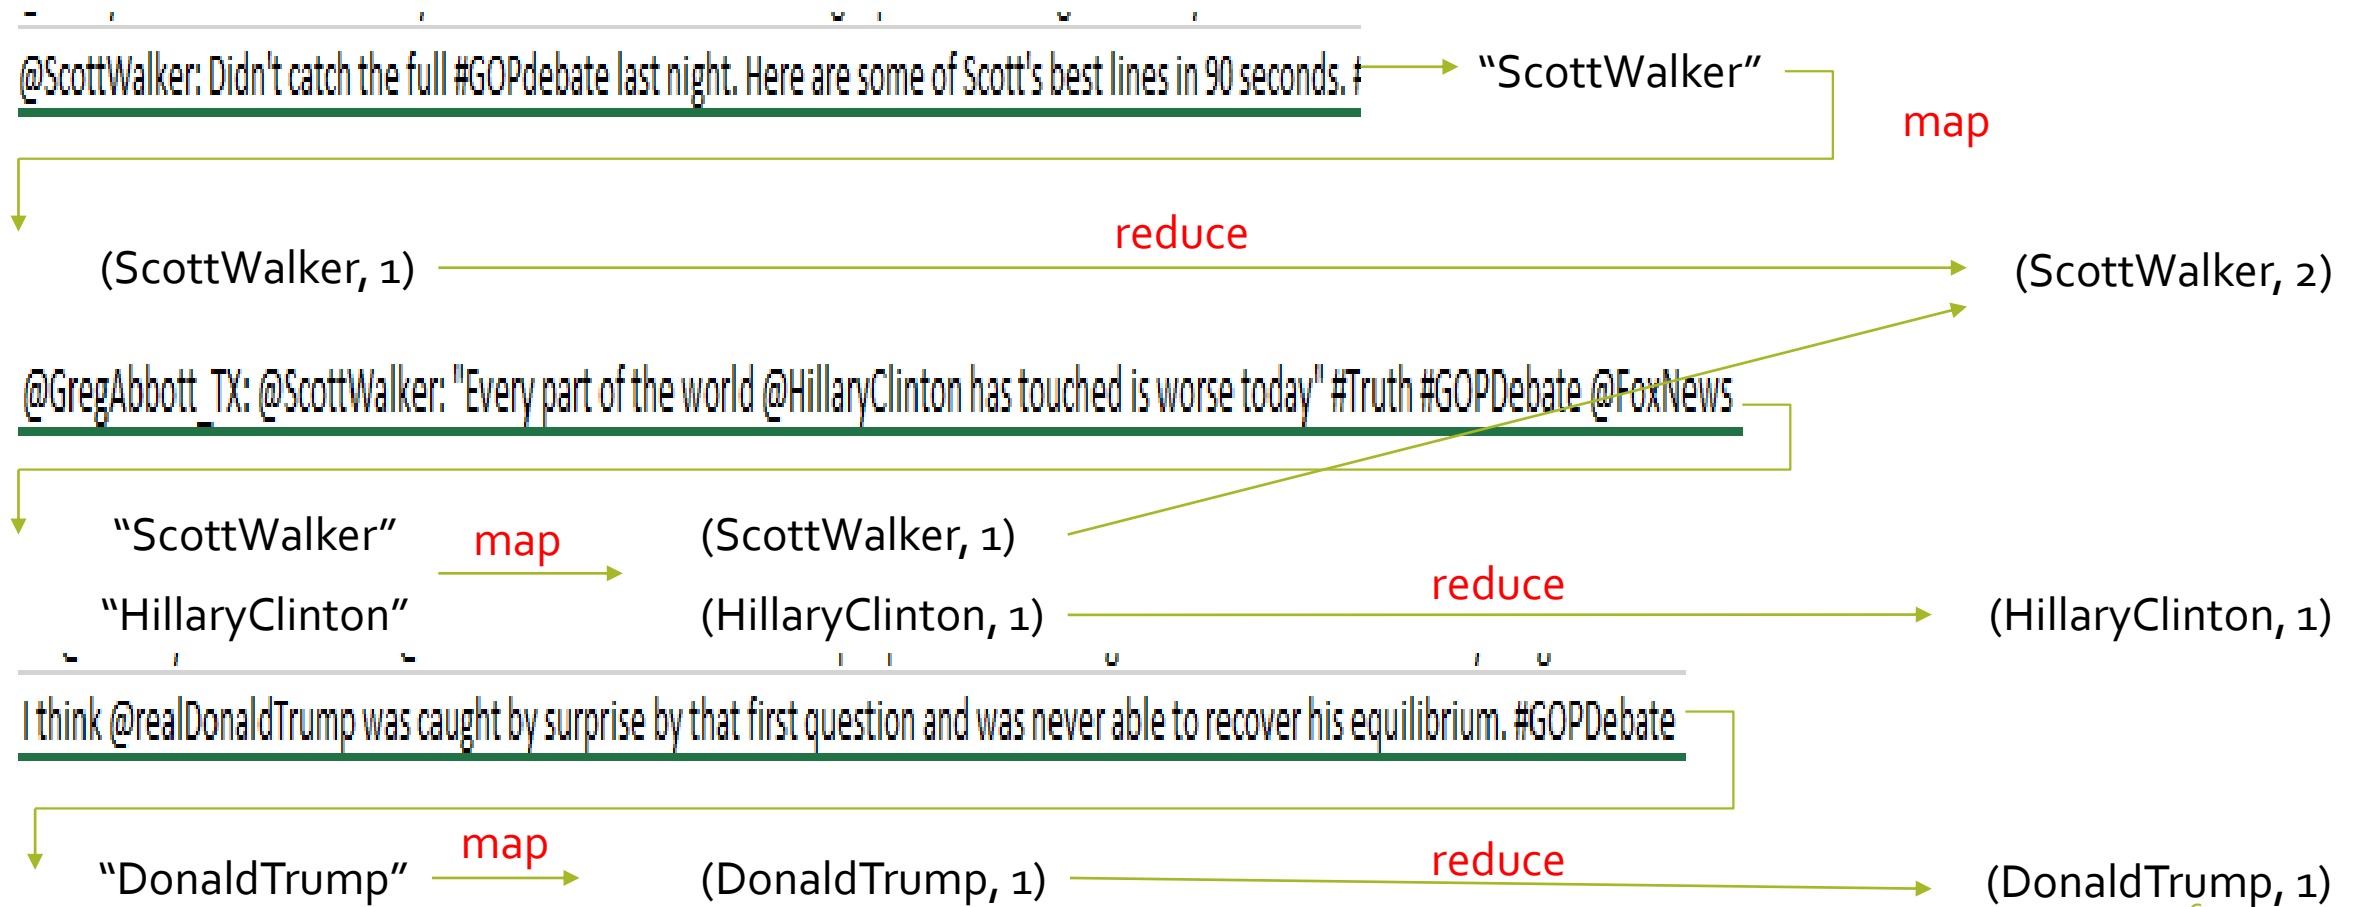 @ScottWalker: Didn't catch the full #GOPdebate last night. Here are some of Scott's best lines in 90 seconds. #
“ScottWalker”
map
reduce
(ScottWalker, 1)
(ScottWalker, 2)
@GregAbbott_TX: @ScottWalker: "Every part of the world @HillaryClinton has touched is worse today" #Truth #GOPDebate @FoxNews
“ScottWalker”
map
(ScottWalker, 1)
“HillaryClinton”
(HillaryClinton, 1)
reduce
(HillaryClinton, 1)
I think @realDonaldTrump was caught by surprise by that first question and was never able to recover his equilibrium. #GOPDebate
“DonaldTrump”
map
(DonaldTrump, 1)
reduce
(DonaldTrump, 1)